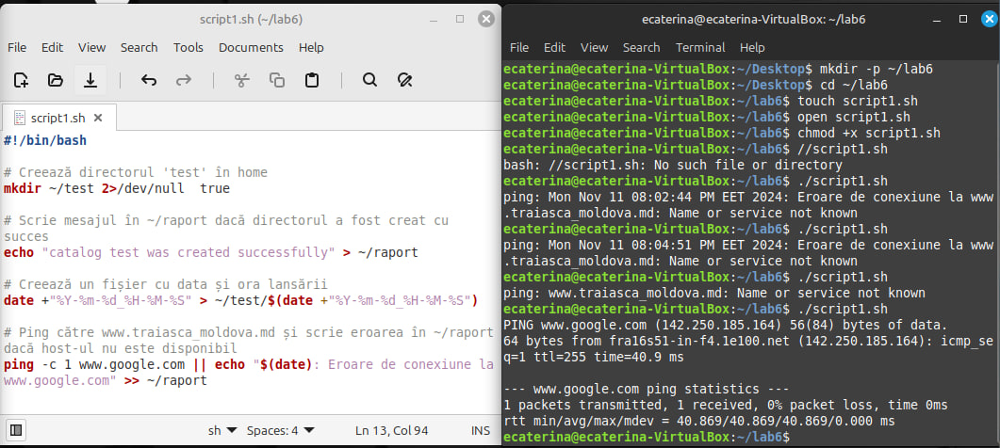 script1.sh (~/lab6)
File Edit View Search Tools Documents Help
script1.sh
#!/bin/bash
# Creează directorul 'test' în home
mkdir ~/test 2>/dev/null  true
# Scrie mesajul în ~/raport dacă directorul a fost creat cu
succes
echo "catalog test was created successfully" > ~/raport
# Creează un fișier cu data și ora lansării
date +"%Y-%m-%d_%H-%M-%S" > ~/test/$(date +"%Y-%m-%d_%H-%M-%S")
# Ping către www.traiasca_moldova.md și scrie eroarea în ~/raport
dacă host-ul nu este disponibil
ping -c 1 www.google.com || echo "$(date): Eroare de conexiune la
www.google.com" >> ~/raport
sh Spaces: 4 Ln 13, Col 94 INS
ecaterina@ecaterina-VirtualBox: ~/lab6
File Edit View Search Terminal Help
ecaterina@ecaterina-VirtualBox:~/Desktop$ mkdir -p ~/lab6
ecaterina@ecaterina-VirtualBox:~/Desktop$ cd ~/lab6
ecaterina@ecaterina-VirtualBox:~/lab6$ touch script1.sh
ecaterina@ecaterina-VirtualBox:~/lab6$ open script1.sh
ecaterina@ecaterina-VirtualBox:~/lab6$ chmod +x script1.sh
ecaterina@ecaterina-VirtualBox:~/lab6$ //script1.sh
bash: //script1.sh: No such file or directory
ecaterina@ecaterina-VirtualBox:~/lab6$ ./script1.sh
ping: Mon Nov 11 08:02:44 PM EET 2024: Eroare de conexiune la www
.traiasca_moldova.md: Name or service not known
ecaterina@ecaterina-VirtualBox:~/lab6$ ./script1.sh
ping: Mon Nov 11 08:04:51 PM EET 2024: Eroare de conexiune la www
.traiasca_moldova.md: Name or service not known
ecaterina@ecaterina-VirtualBox:~/lab6$ ./script1.sh
ping: www.traiasca_moldova.md: Name or service not known
ecaterina@ecaterina-VirtualBox:~/lab6$ ./script1.sh
PING www.google.com (142.250.185.164) 56(84) bytes of data.
64 bytes from fra16s51-in-f4.1e100.net (142.250.185.164): icmp_se
q=1 ttl=255 time=40.9 ms
--- www.google.com ping statistics ---
1 packets transmitted, 1 received, 0% packet loss, time 0ms
rtt min/avg/max/mdev = 40.869/40.869/40.869/0.000 ms
ecaterina@ecaterina-VirtualBox:~/lab6$